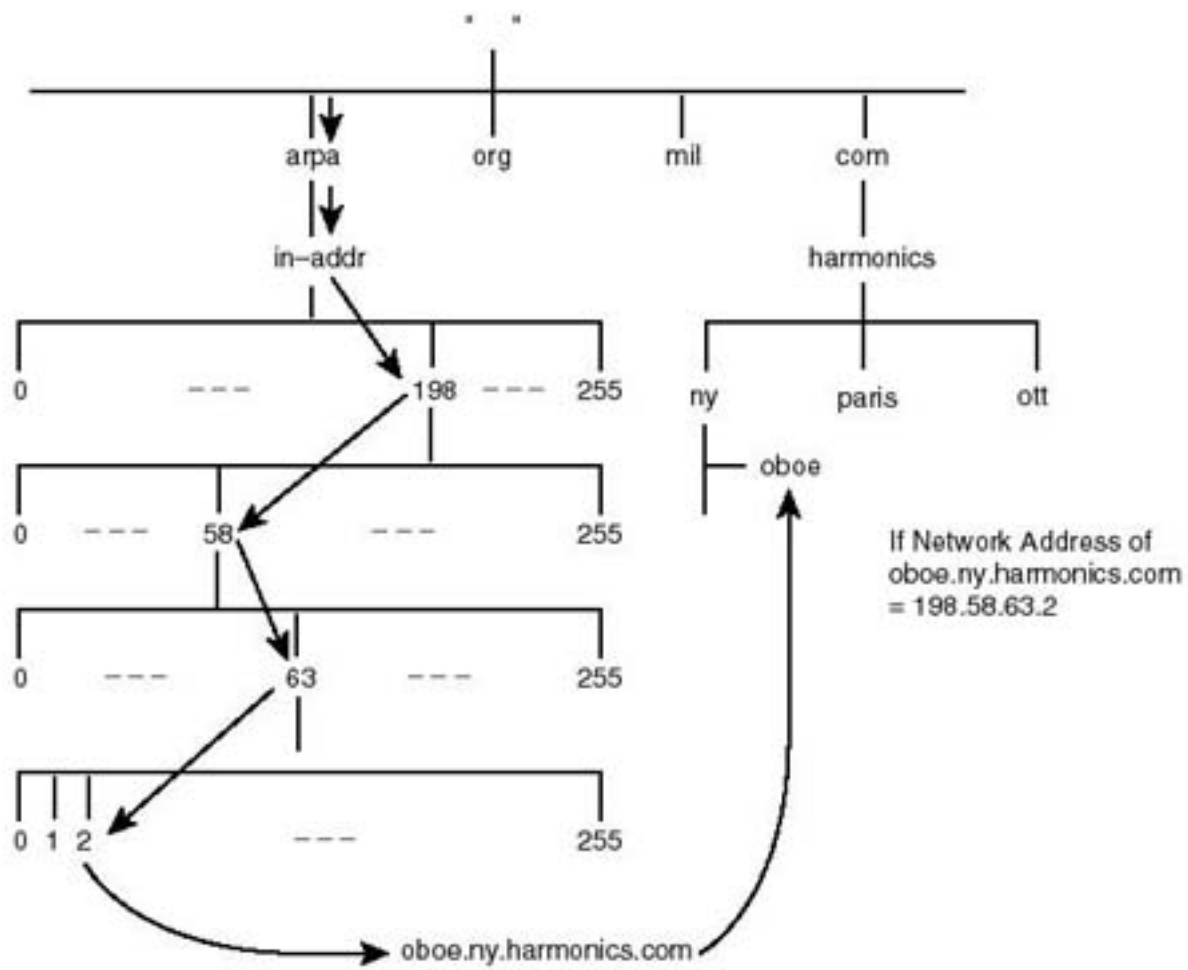 " "
arpa org mil com
in-addr harmonics
0 --- 198 --- 255 ny paris ott
oboe
0 --- 58 --- 255
If Network Address of
oboe.ny.harmonics.com
= 198.58.63.2
0 --- 63 --- 255
0 1 2 --- 255
oboe.ny.harmonics.com